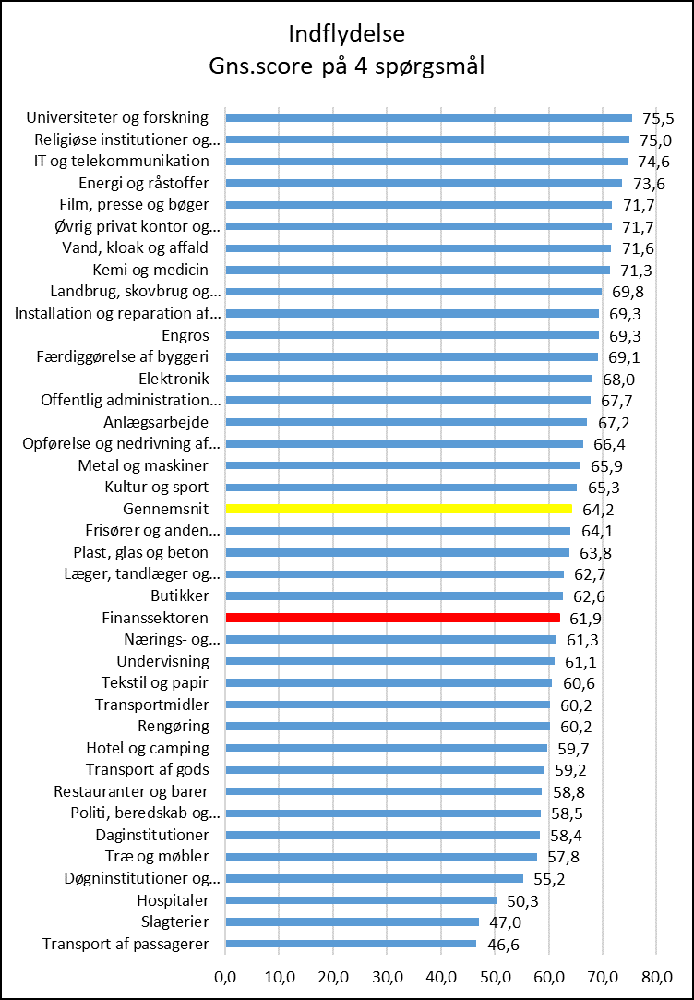 Indflydelse
Gns.score på 4 spørgsmål
Universiteter og forskning 75,5
Religiøse institutioner og... 75,0
IT og telekommunikation 74,6
Energi og råstoffer 73,6
Film, presse og bøger 71,7
Øvrig privat kontor og... 71,7
Vand, kloak og affald 71,6
Kemi og medicin 71,3
Landbrug, skovbrug og... 69,8
Installation og reparation af... 69,3
Engros 69,3
Færdiggørelse af byggeri 69,1
Elektronik 68,0
Offentlig administration... 67,7
Anlægsarbejde 67,2
Opførelse og nedrivning af... 66,4
Metal og maskiner 65,9
Kultur og sport 65,3
Gennemsnit 64,2
Frisører og anden... 64,1
Plast, glas og beton 63,8
Læger, tandlæger og... 62,7
Butikker 62,6
Finanssektoren 61,9
Nærings- og... 61,3
Undervisning 61,1
Tekstil og papir 60,6
Transportmidler 60,2
Rengøring 60,2
Hotel og camping 59,7
Transport af gods 59,2
Restauranter og barer 58,8
Politi, beredskab og... 58,5
Daginstitutioner 58,4
Træ og møbler 57,8
Døgninstitutioner og... 55,2
Hospitaler 50,3
Slagterier 47,0
Transport af passagerer 46,6
0,0 10,0 20,0 30,0 40,0 50,0 60,0 70,0 80,0